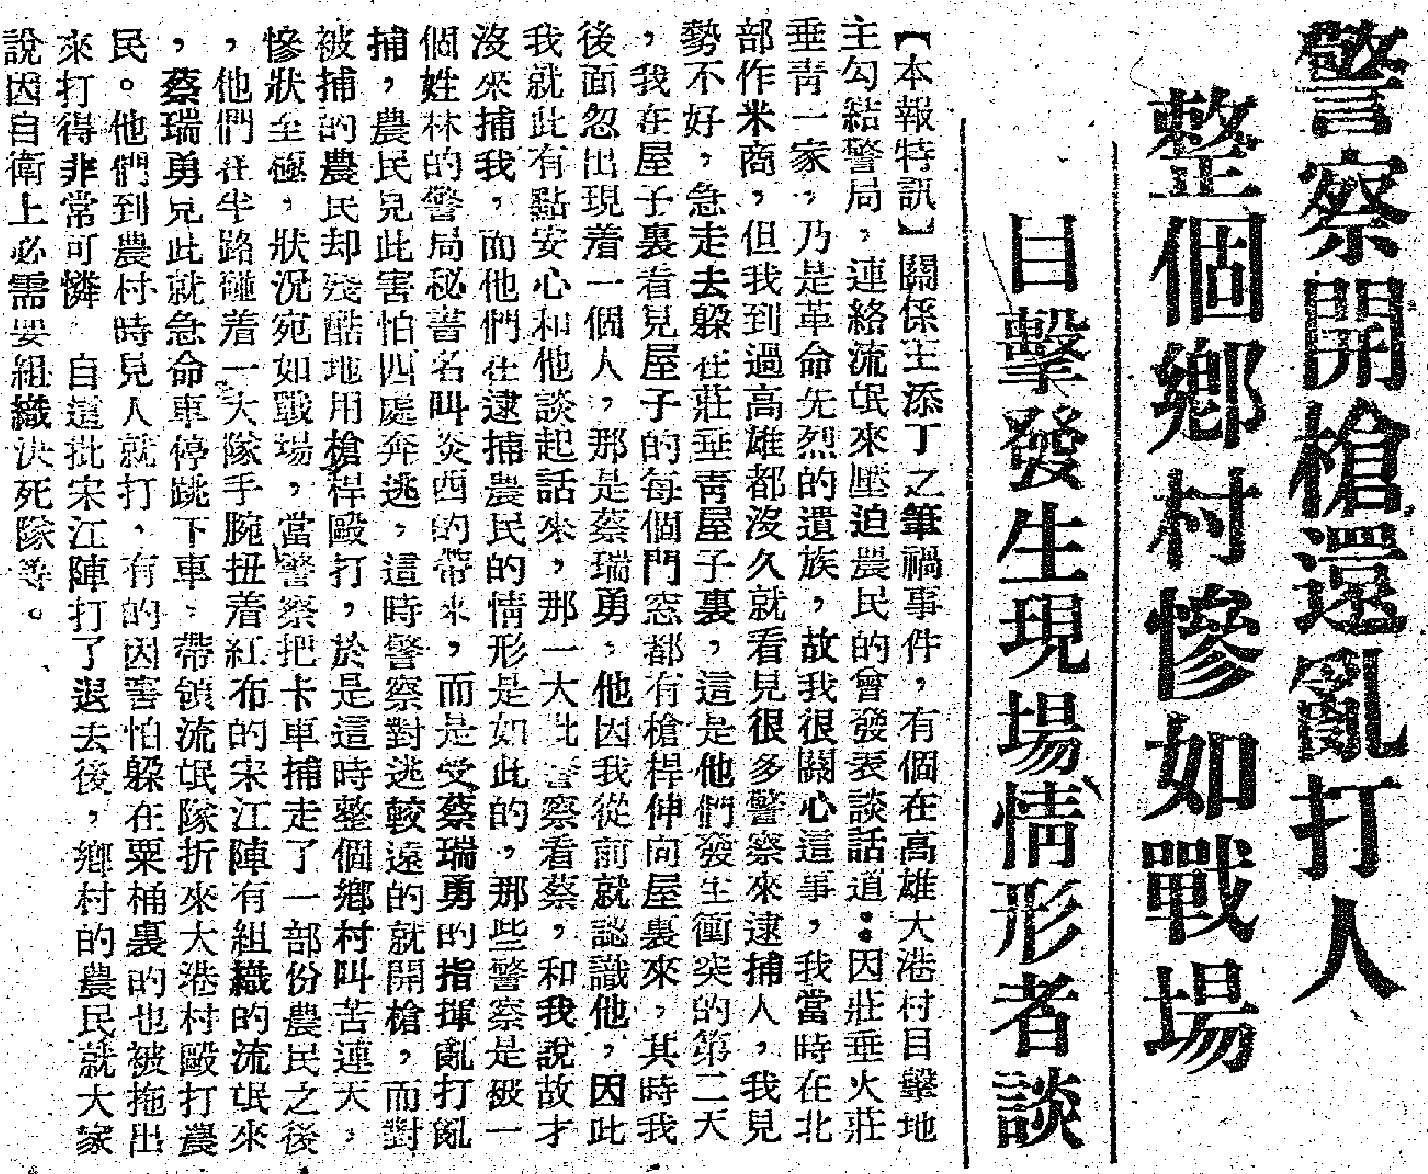 警察開槍還亂打人
整個鄉村慘如戰場
目擊發生現場情形者談
【本報特訊】關係王添丁之筆禍事件，有個在高雄大港村目擊地
主勾結警局，連絡流氓來壓迫農民的會發表談話道：因莊垂火莊
垂青一家，乃是革命先烈的遺族，故我很關心這事，我當時在北
部作米商，但我到過高雄都沒久就看見很多警察來逮捕人，我見
勢不好，急走去躲在莊垂青屋子裏，這是他們發生衝突的第二天
，我在屋子裏看見屋子的每個門窓都有槍桿伸向屋裏來，其時我
後面忽出現着一個人，那是蔡瑞勇，他因我從前就認識他，因此
我就此有點安心和他談起話來，那一大批警察看蔡，和我說故才
沒來捕我，而他們在逮捕農民的情形是如此的，那些警察是被一
個姓林的警局秘書名叫炎西的帶來，而是受蔡瑞勇的指揮亂打亂
捕，農民見此害怕四處奔逃，這時警察對逃較遠的就開槍，而對
被捕的農民却殘酷地用槍桿毆打，於是這時整個鄉村叫苦連天，
慘狀至極，狀況宛如戰場，當警察把卡車捕走了一部份農民之後
，他們在半路碰着一大隊手腕扭着紅布的宋江陣有組織的流氓來
，蔡瑞勇見此就急命車停跳下車，帶領流氓隊折來大港村毆打農
民。他們到農村時見人就打，有的因害怕躲在粟桶裏的也被拖出
來打得非常可憐　自這批宋江陣打了退去後，鄉村的農民就大家
說因自衛上必需要組織決死隊等。